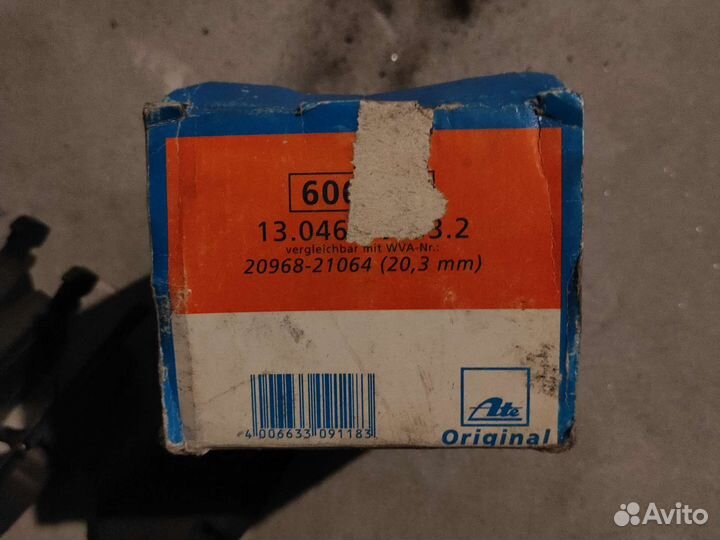 606
13.046 3.2
vergleichbar mit WVA-Nr.:
20968-21064 (20,3 mm)
4 006633 091183
Ate
Original
Avito